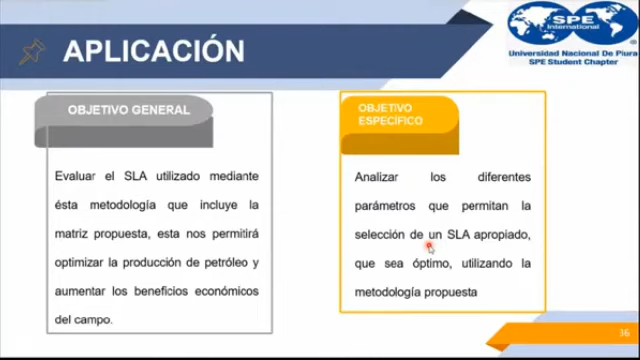 APLICACIÓN
SPE
International
Universidad Nacional De Piura
SPE Student Chapter
OBJETIVO GENERAL
Evaluar el SLA utilizado mediante
ésta metodología que incluye la
matriz propuesta, esta nos permitirá
optimizar la producción de petróleo y
aumentar los beneficios económicos
del campo.
OBJETIVO
ESPECÍFICO
Analizar los diferentes
parámetros que permitan la
selección de un SLA apropiado,
que sea óptimo, utilizando la
metodología propuesta
36